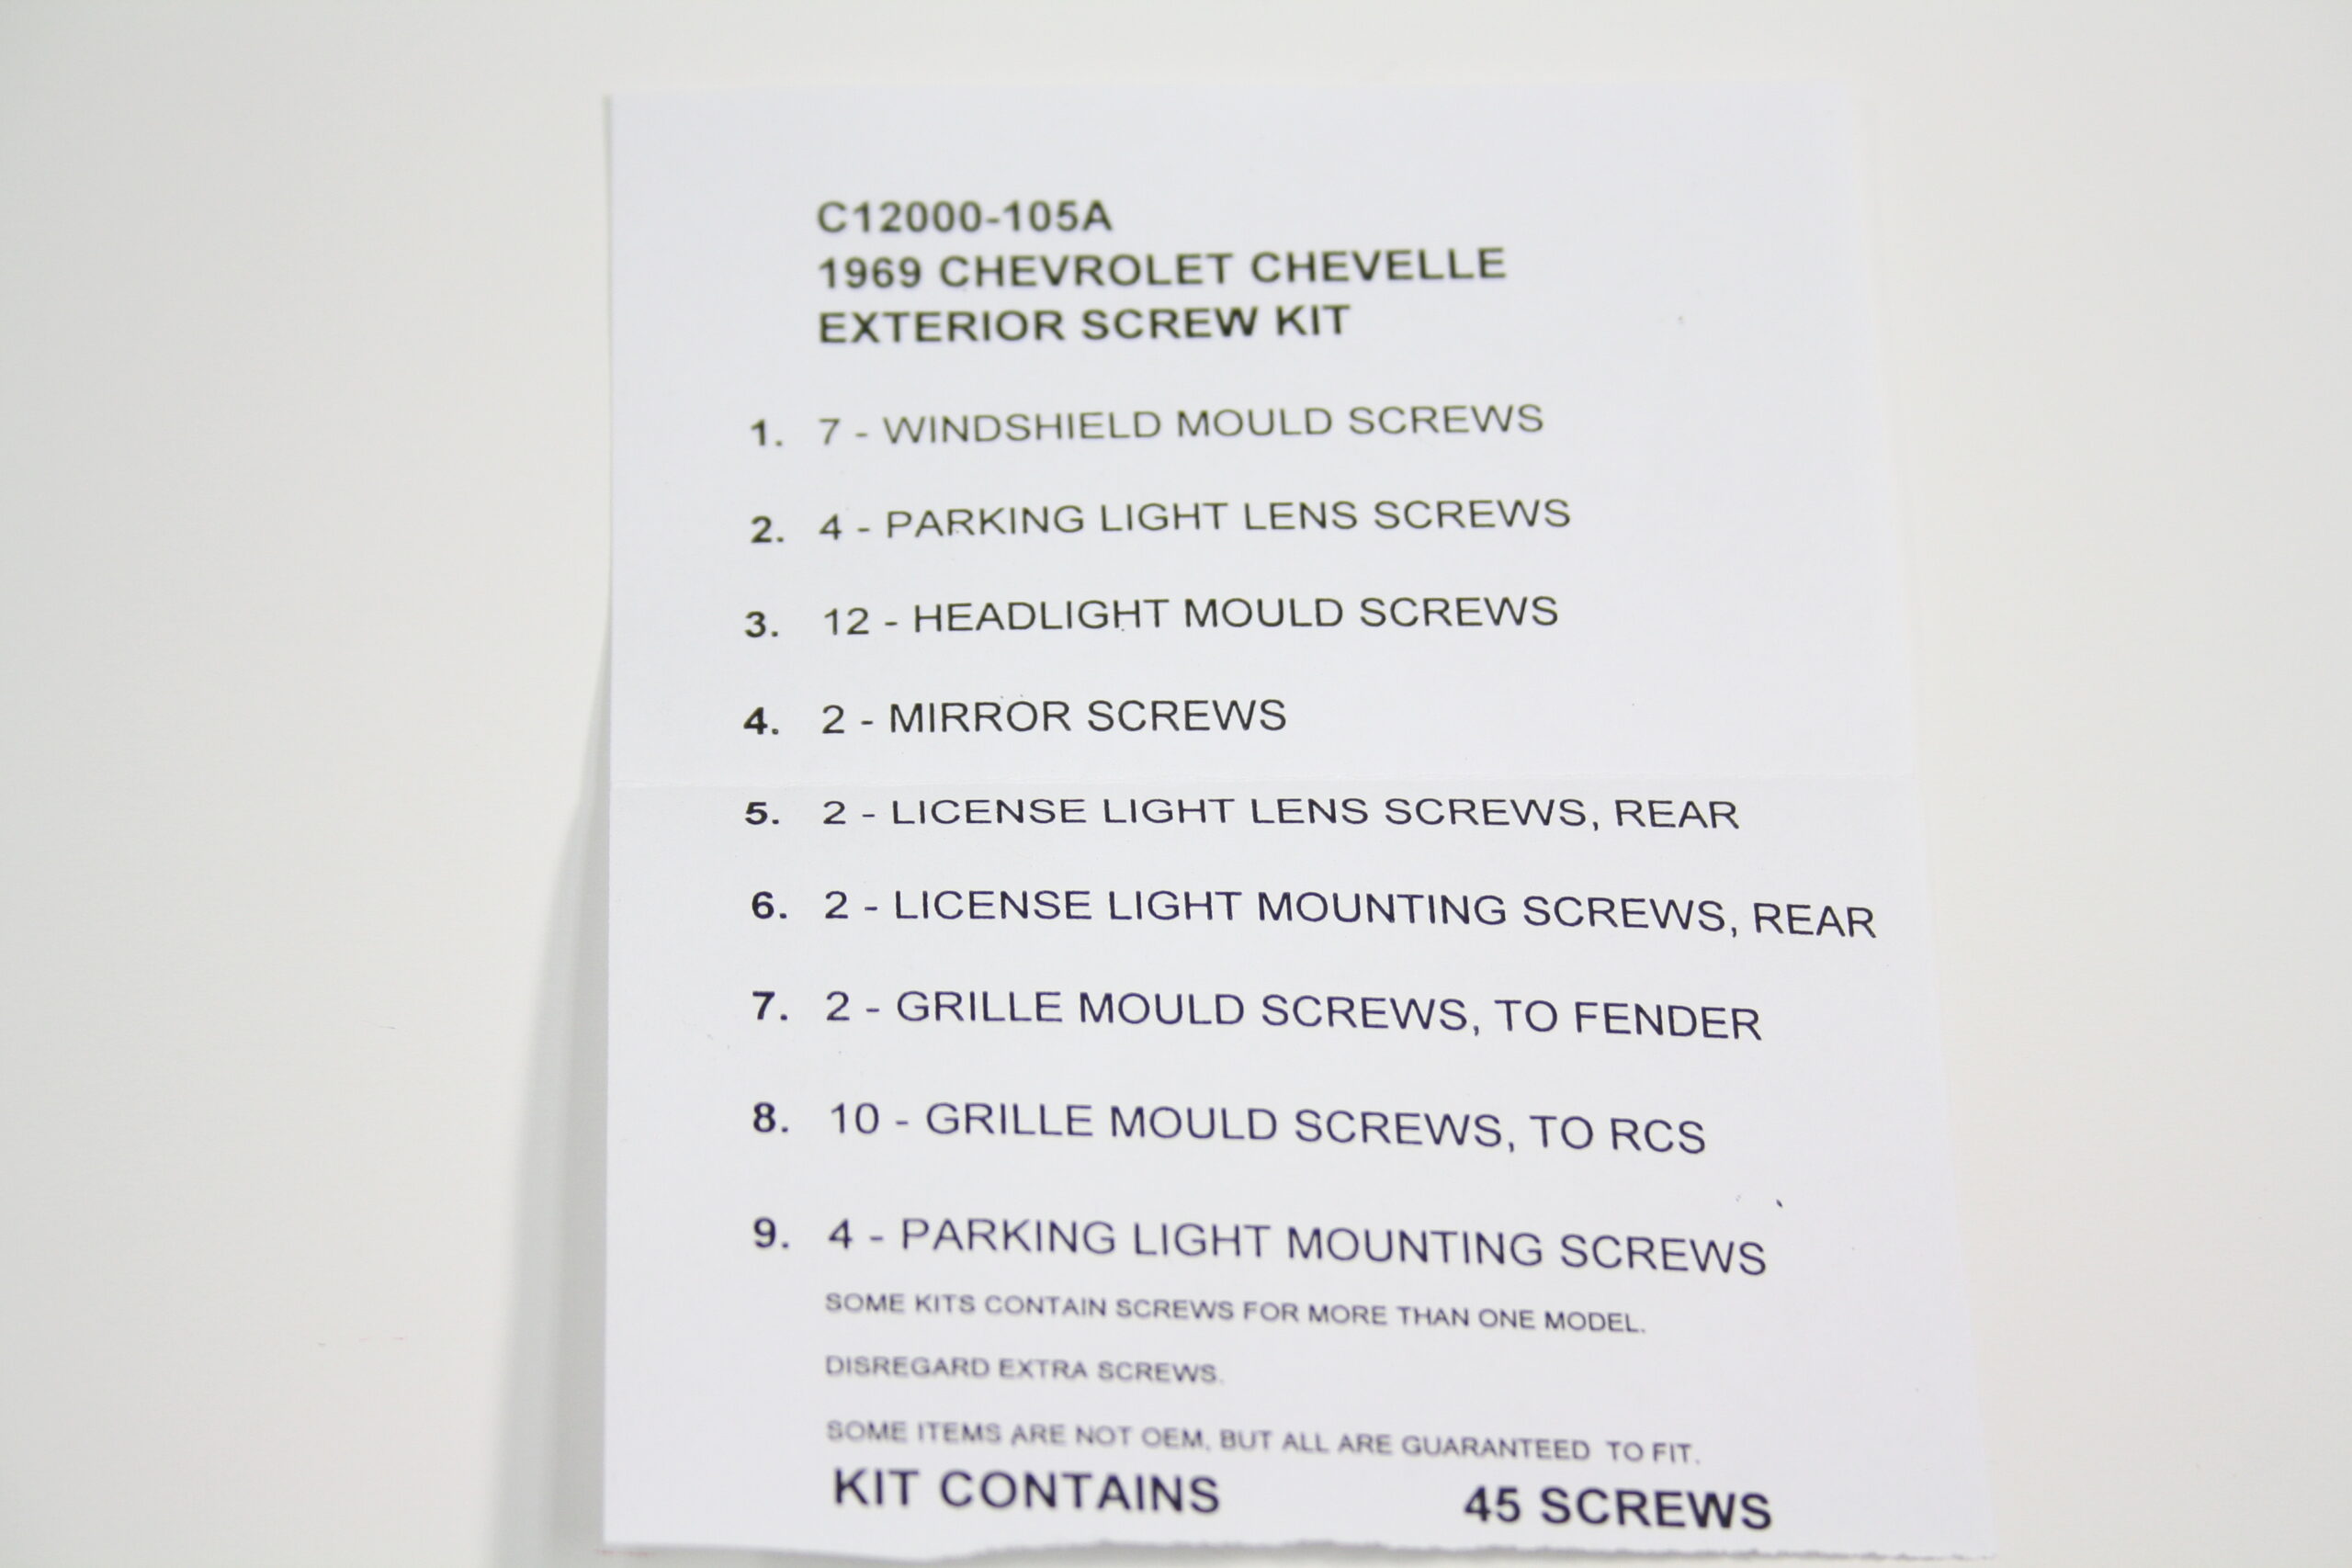 C12000-105A
1969 CHEVROLET CHEVELLE
EXTERIOR SCREW KIT
1. 7 - WINDSHIELD MOULD SCREWS
2. 4 - PARKING LIGHT LENS SCREWS
3. 12 - HEADLIGHT MOULD SCREWS
4. 2 - MIRROR SCREWS
5. 2 - LICENSE LIGHT LENS SCREWS, REAR
6. 2 - LICENSE LIGHT MOUNTING SCREWS, REAR
7. 2 - GRILLE MOULD SCREWS, TO FENDER
8. 10 - GRILLE MOULD SCREWS, TO RCS
9. 4 - PARKING LIGHT MOUNTING SCREWS
SOME KITS CONTAIN SCREWS FOR MORE THAN ONE MODEL.
DISREGARD EXTRA SCREWS.
SOME ITEMS ARE NOT OEM, BUT ALL ARE GUARANTEED TO FIT.
KIT CONTAINS 45 SCREWS